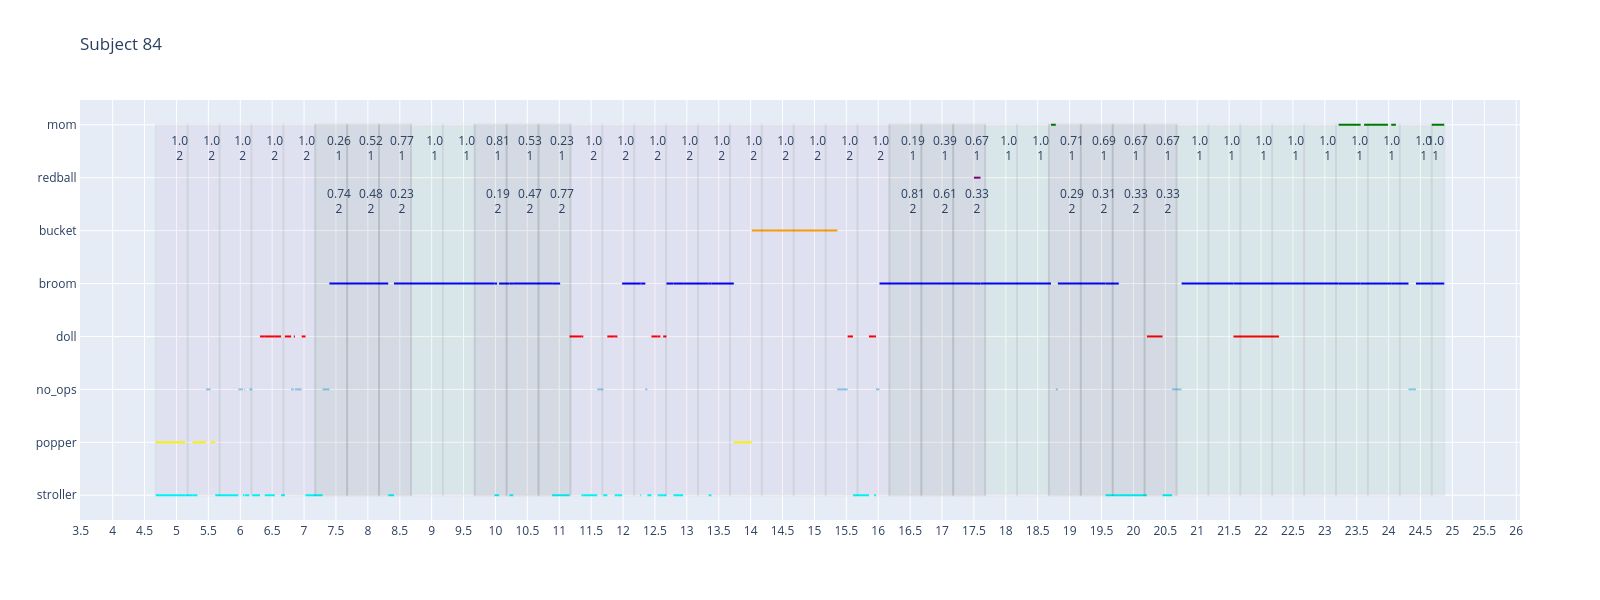 Subject 84
mom
1.0 1.0 1.0 1.0 1.0 0.26 0.52 0.77 1.0 1.0 0.81 0.53 0.23 1.0 1.0 1.0 1.0 1.0 1.0 1.0 1.0 1.0 1.0 0.19 0.39 0.67 1.0 1.0 0.71 0.69 0.67 0.67 1.0 1.0 1.0 1.0 1.0 1.0 1.0 1.0 1.0
2 2 2 2 2 1 1 1 1 1 1 1 1 2 2 2 2 2 2 2 2 2 2 1 1 1 1 1 1 1 1 1 1 1 1 1 1 1 1 1 1
redball
0.74 0.48 0.23 0.19 0.47 0.77 0.81 0.61 0.33 0.29 0.31 0.33 0.33
2 2 2 2 2 2 2 2 2 2 2 2 2
bucket
broom
doll
no_ops
popper
stroller
3.5 4 4.5 5 5.5 6 6.5 7 7.5 8 8.5 9 9.5 10 10.5 11 11.5 12 12.5 13 13.5 14 14.5 15 15.5 16 16.5 17 17.5 18 18.5 19 19.5 20 20.5 21 21.5 22 22.5 23 23.5 24 24.5 25 25.5 26